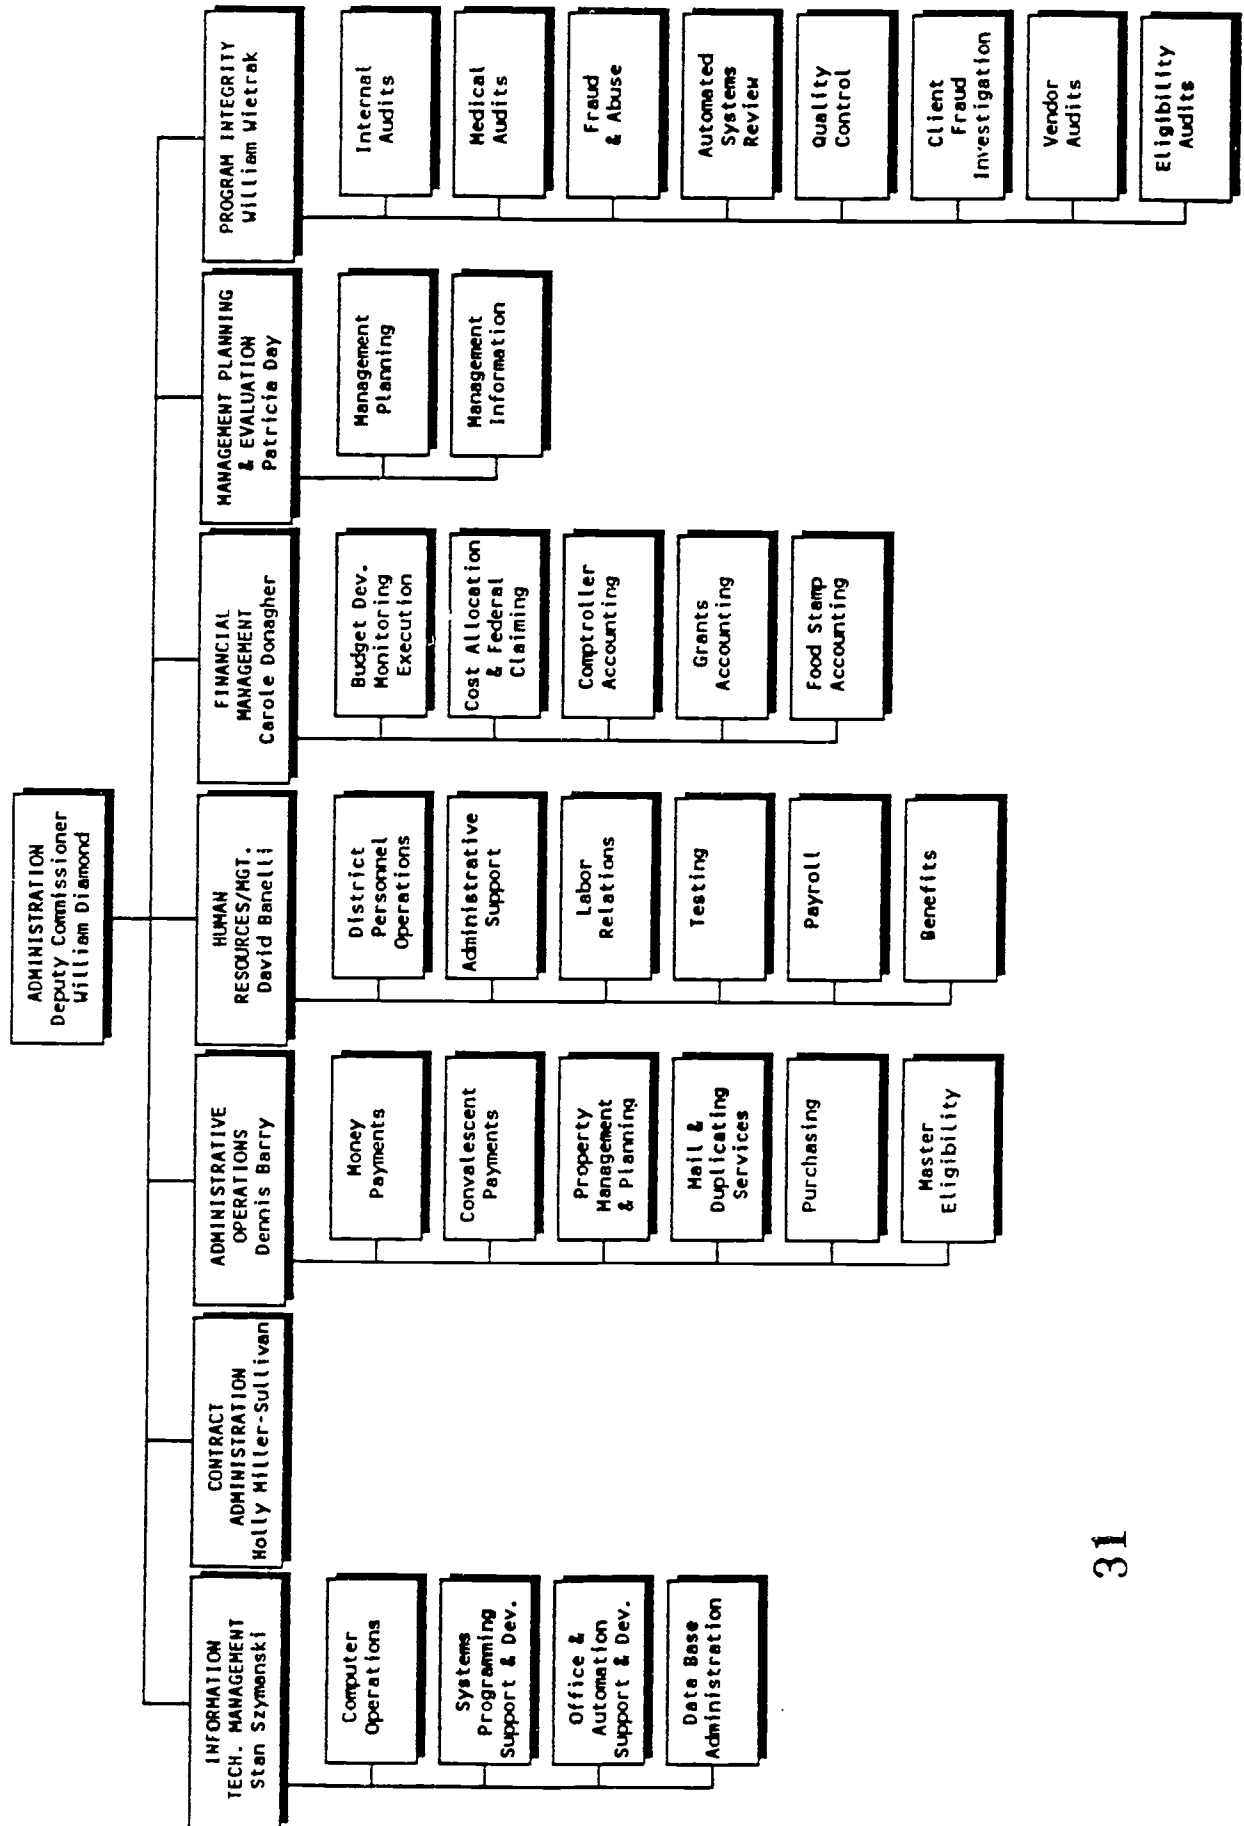 ADMINISTRATION
Deputy Commissioner
William Diamond
INFORMATION
TECH. MANAGEMENT
Stan Szymanski
Computer
Operations
Systems
Programming
Support & Dev.
Office &
Automation
Support & Dev.
Data Base
Administration
CONTRACT
ADMINISTRATION
Holly Miller-Sullivan
ADMINISTRATIVE
OPERATIONS
Dennis Barry
Money
Payments
Convalescent
Payments
Property
Management
& Planning
Mail &
Duplicating
Services
Purchasing
Master
Eligibility
HUMAN
RESOURCES/MGT.
David Banelli
District
Personnel
Operations
Administrative
Support
Labor
Relations
Testing
Payroll
Benefits
FINANCIAL
MANAGEMENT
Carole Donagher
Budget Dev.
Monitoring
Execution
Cost Allocation
& Federal
Claiming
Comptroller
Accounting
Grants
Accounting
Food Stamp
Accounting
MANAGEMENT PLANNING
& EVALUATION
Patricia Day
Management
Planning
Management
Information
PROGRAM INTEGRITY
William Wietrak
Internal
Audits
Medical
Audits
Fraud
& Abuse
Automated
Systems
Review
Quality
Control
Client
Fraud
Investigation
Vendor
Audits
Eligibility
Audits
31